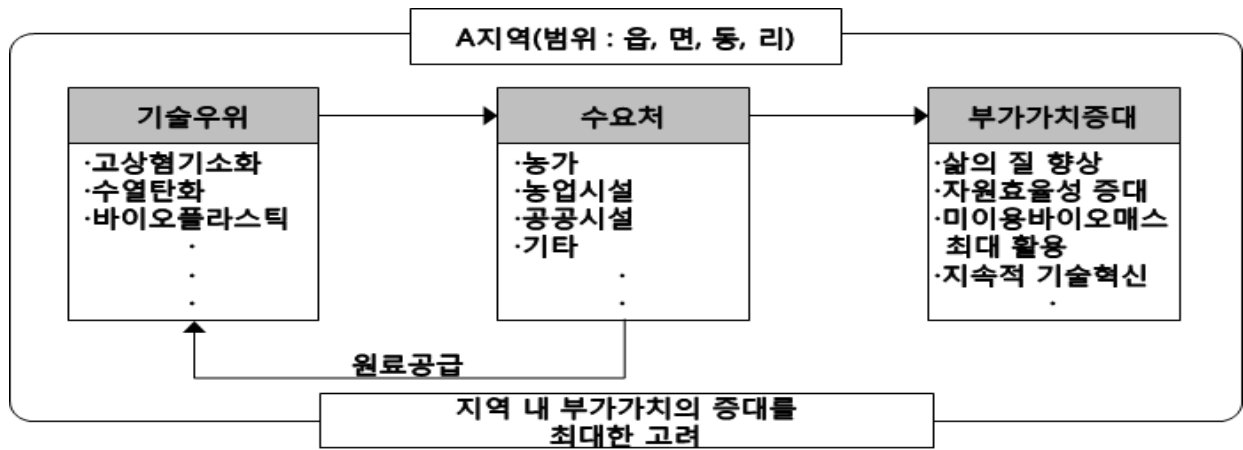 A지역(범위 : 읍, 면, 동, 리)
기술우위
·고상혐기소화
·수열탄화
·바이오플라스틱
·
·
·
수요처
·농가
·농업시설
·공공시설
·기타
·
·
부가가치증대
·삶의 질 향상
·자원효율성 증대
·미이용바이오매스
최대 활용
·지속적 기술혁신
·
원료공급
지역 내 부가가치의 증대를
최대한 고려